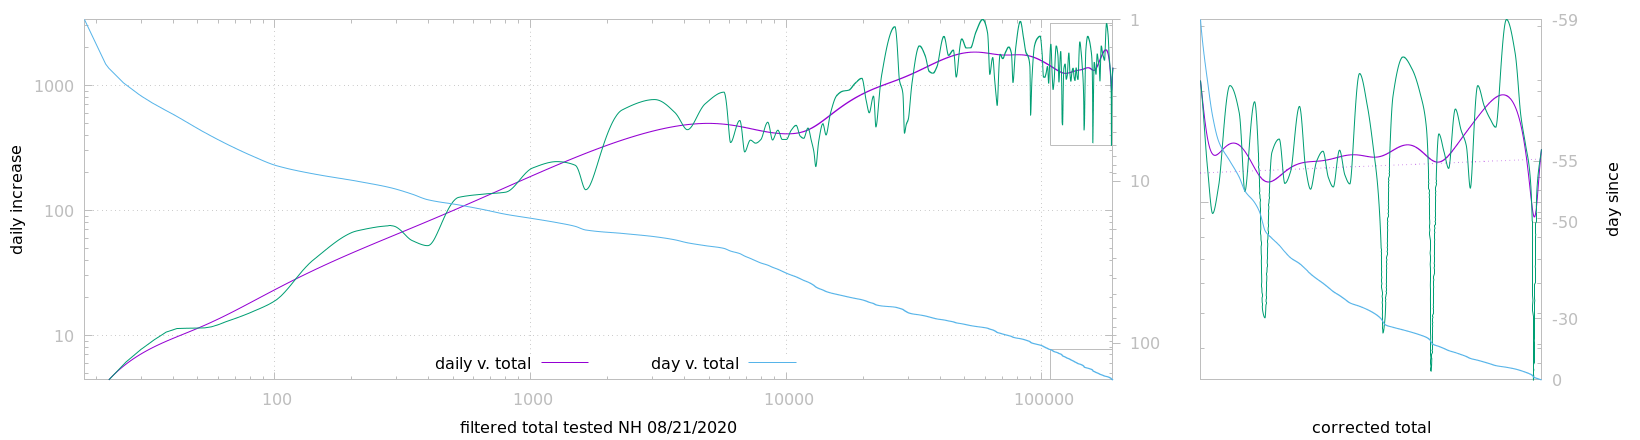 1000
100
10
daily increase
100
1000
10000
100000
1
10
100
daily v. total
day v. total
filtered total tested NH 08/21/2020
-59
-55
-50
-30
0
day since
corrected total